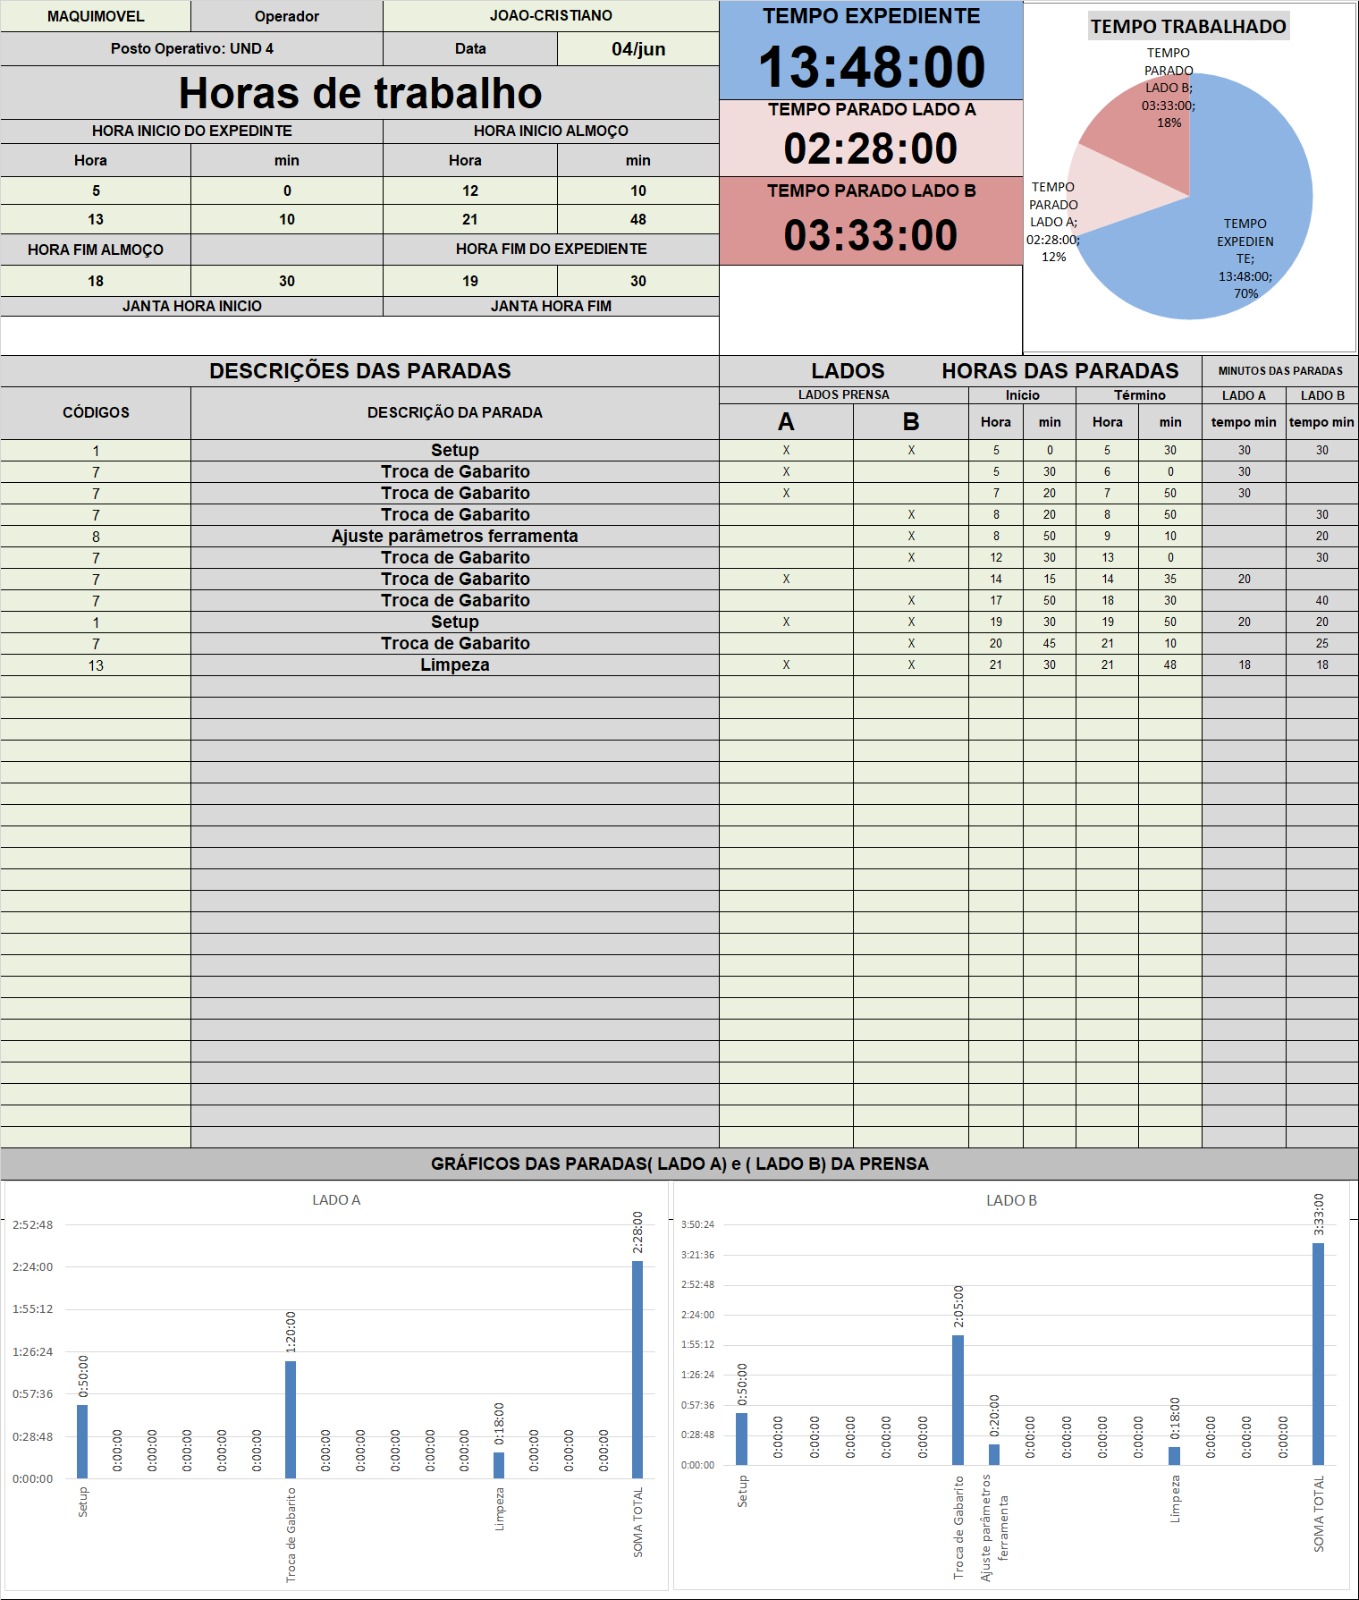 MAQUIMOVEL Operador JOAO-CRISTIANO
Posto Operativo: UND 4 Data 04/jun
Horas de trabalho
HORA INICIO DO EXPEDINTE HORA INICIO ALMOÇO
Hora min Hora min
5 0 12 10
13 10 21 48
HORA FIM ALMOÇO HORA FIM DO EXPEDIENTE
18 30 19 30
JANTA HORA INICIO JANTA HORA FIM
TEMPO EXPEDIENTE
13:48:00
TEMPO PARADO LADO A
02:28:00
TEMPO PARADO LADO B
03:33:00
TEMPO TRABALHADO
TEMPO
PARADO
LADO B;
03:33:00;
18%
TEMPO
PARADO
LADO A;
02:28:00;
12%
TEMPO
EXPEDIEN
TE;
13:48:00;
70%
DESCRIÇÕES DAS PARADAS LADOS HORAS DAS PARADAS MINUTOS DAS PARADAS
CÓDIGOS DESCRIÇÃO DA PARADA LADOS PRENSA Início Término LADO A LADO B
A B Hora min Hora min tempo min tempo min
1 Setup X X 5 0 5 30 30 30
7 Troca de Gabarito X 5 30 6 0 30
7 Troca de Gabarito X 7 20 7 50 30
7 Troca de Gabarito X 8 20 8 50 30
8 Ajuste parâmetros ferramenta X 8 50 9 10 20
7 Troca de Gabarito X 12 30 13 0 30
7 Troca de Gabarito X 14 15 14 35 20
7 Troca de Gabarito X 17 50 18 30 40
1 Setup X X 19 30 19 50 20 20
7 Troca de Gabarito X 20 45 21 10 25
13 Limpeza X X 21 30 21 48 18 18
GRÁFICOS DAS PARADAS( LADO A) e ( LADO B) DA PRENSA
LADO A
2:52:48
2:24:00
1:55:12
1:26:24
0:57:36
0:28:48
0:00:00
0:50:00
0:00:00
0:00:00
0:00:00
0:00:00
0:00:00
1:20:00
0:00:00
0:00:00
0:00:00
0:00:00
0:00:00
0:18:00
0:00:00
0:00:00
0:00:00
2:28:00
Setup
Troca de Gabarito
Limpeza
SOMA TOTAL
LADO B
3:50:24
3:21:36
2:52:48
2:24:00
1:55:12
1:26:24
0:57:36
0:28:48
0:00:00
0:50:00
0:00:00
0:00:00
0:00:00
0:00:00
0:00:00
2:05:00
0:20:00
0:00:00
0:00:00
0:00:00
0:00:00
0:18:00
0:00:00
0:00:00
0:00:00
3:33:00
Setup
Troca de Gabarito
Ajuste parâmetros
ferramenta
Limpeza
SOMA TOTAL